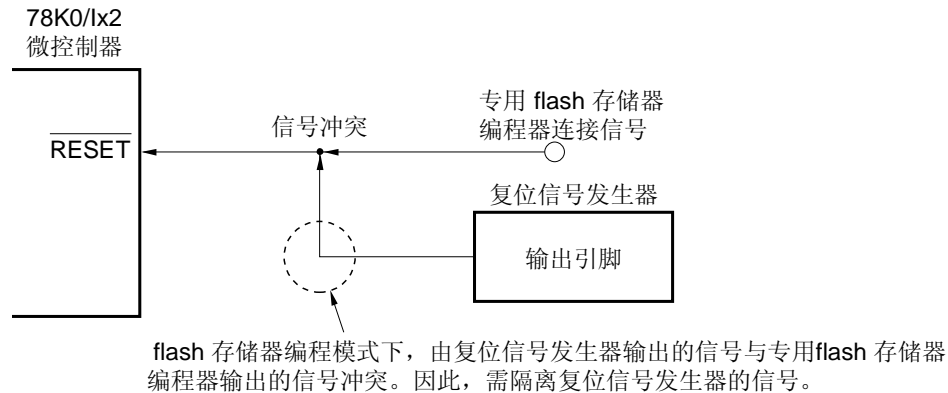 78K0/Ix2
微控制器
专用 flash 存储器
编程器连接信号
信号冲突
RESET
复位信号发生器
输出引脚
flash 存储器编程模式下，由复位信号发生器输出的信号与专用flash 存储器
编程器输出的信号冲突。因此，需隔离复位信号发生器的信号。